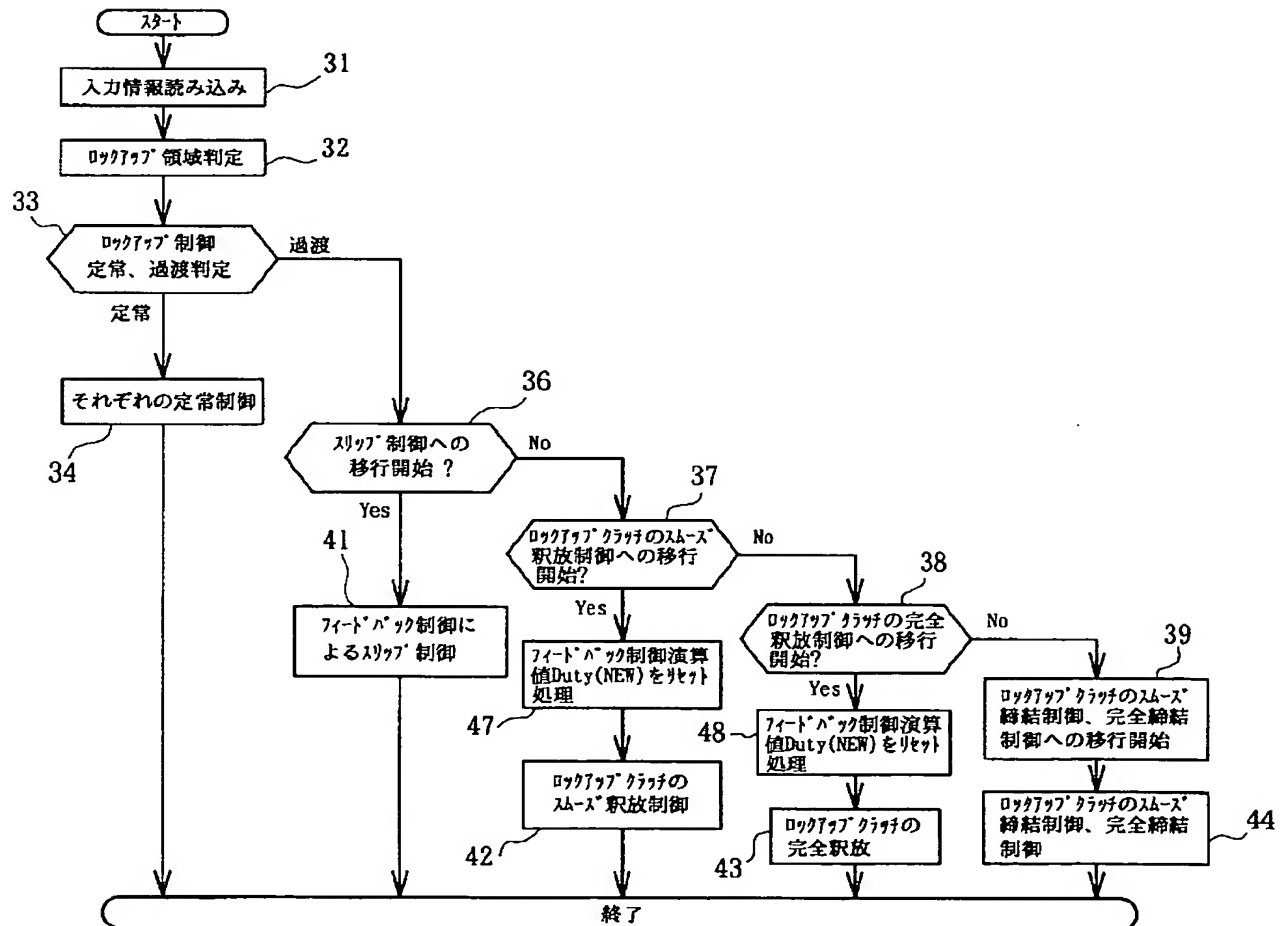 スタート
入力情報読み込み
31
ロックアップ領域判定
32
33
ロックアップ制御
定常、過渡判定
過渡
定常
それぞれの定常制御
34
36
スリップ制御への
移行開始?
No
Yes
37
ロックアップクラッチのスムーズ
釈放制御への移行
開始?
No
Yes
38
ロックアップクラッチの完全
釈放制御への移行
開始?
No
Yes
41
フィードバック制御に
よるスリップ制御
フィードバック制御演算
値Duty(NEW)をリセット
処理
47
フィードバック制御演算
値Duty(NEW)をリセット
処理
48
39
ロックアップクラッチのスムーズ
締結制御、完全締結
制御への移行開始
ロックアップクラッチの
スムーズ釈放制御
42
ロックアップクラッチの
完全釈放
43
ロックアップクラッチのスムーズ
締結制御、完全締結
制御
44
終了